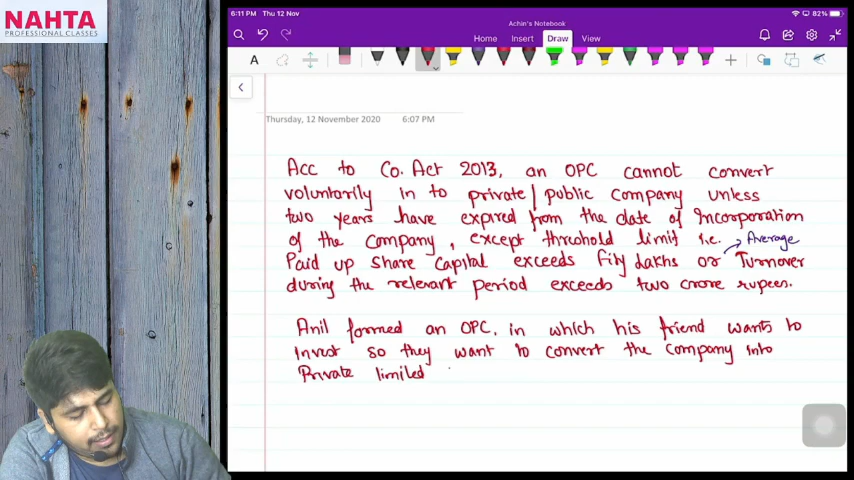 NAHTA
PROFESSIONAL CLASSES
6:11 PM Thu 12 Nov
82%
Achin's Notebook
Home Insert Draw View
A
Thursday, 12 November 2020 6:07 PM
Acc to Co. Act 2013, an OPC cannot convert
voluntarily in to private / public company unless
two years have expired from the date of Incorporation
of the company, except threshold limit i.e. → Average
Paid up share capital exceeds fifty Lakhs or Turnover
during the relevant period exceeds two crore rupees.
Anil formed an OPC, in which his friend wants to
Invest so they want to convert the company into
Private limited